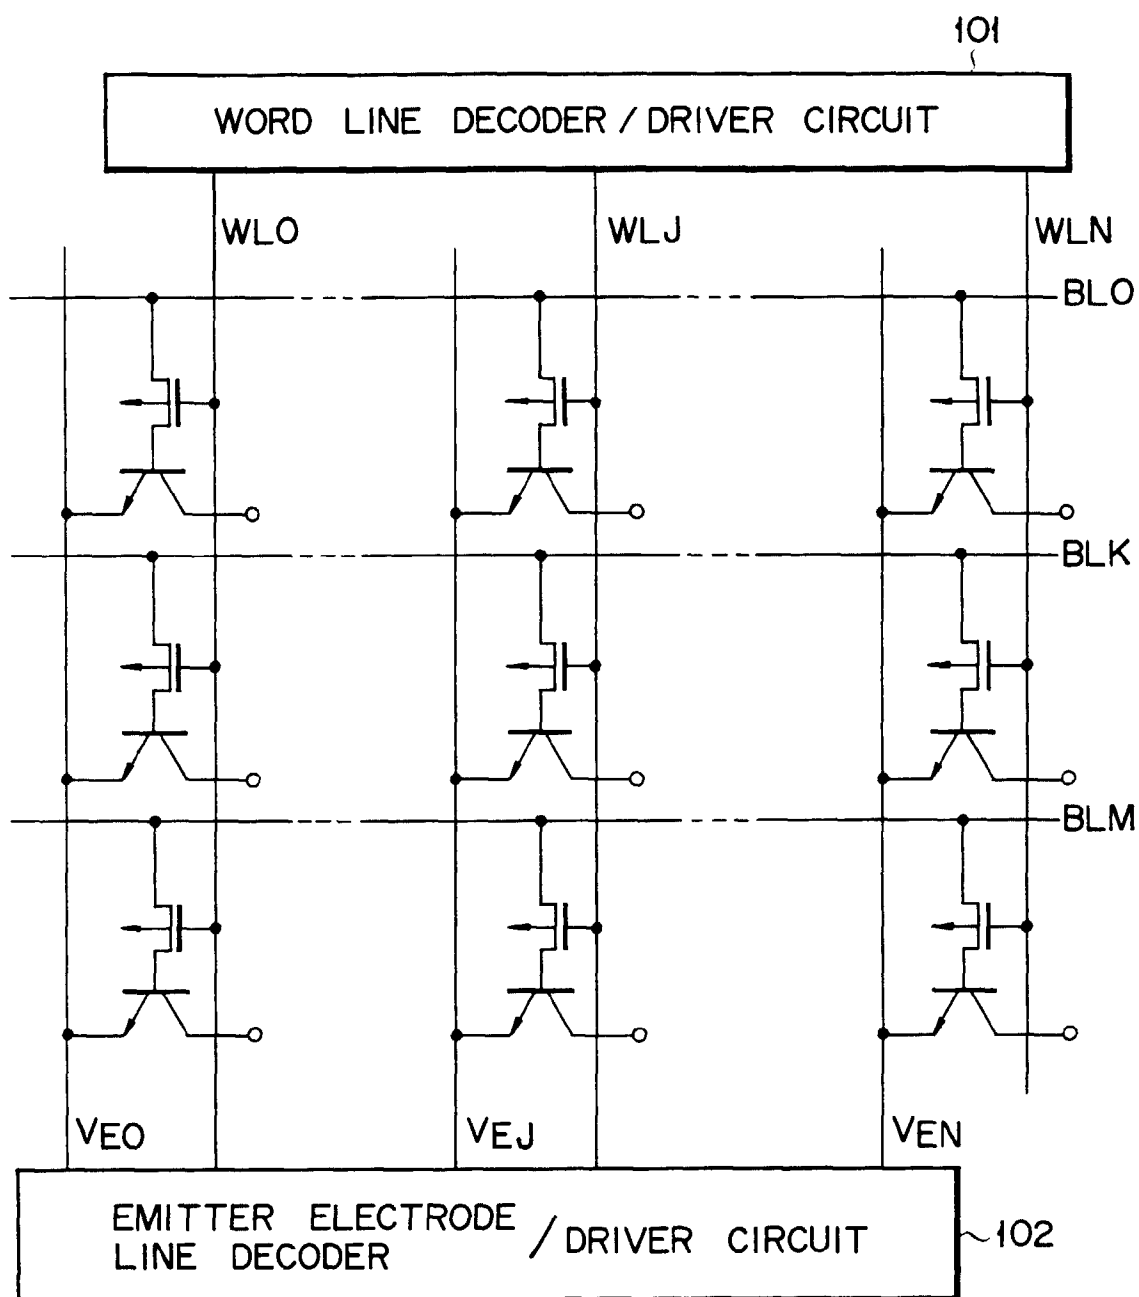 101
WORD LINE DECODER / DRIVER CIRCUIT
WLO
WLJ
WLN
BLO
BLK
BLM
VEO
VEJ
VEN
EMITTER ELECTRODE
LINE DECODER / DRIVER CIRCUIT
102